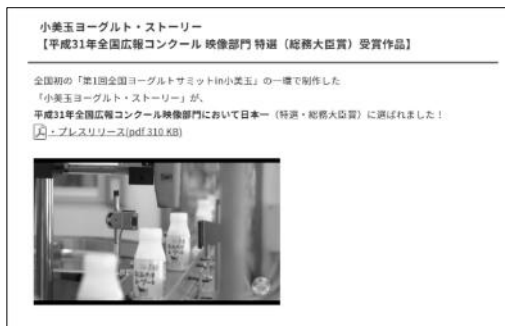 小美玉ヨーグルト・ストーリー
【平成31年全国広報コンクール 映像部門 特選（総務大臣賞）受賞作品】
全国初の「第1回全国ヨーグルトサミットin小美玉」の一環で制作した
「小美玉ヨーグルト・ストーリー」が、
平成31年全国広報コンクール映像部門において日本一（特選・総務大臣賞）に選ばれました！
・プレスリリース(pdf 310 KB)